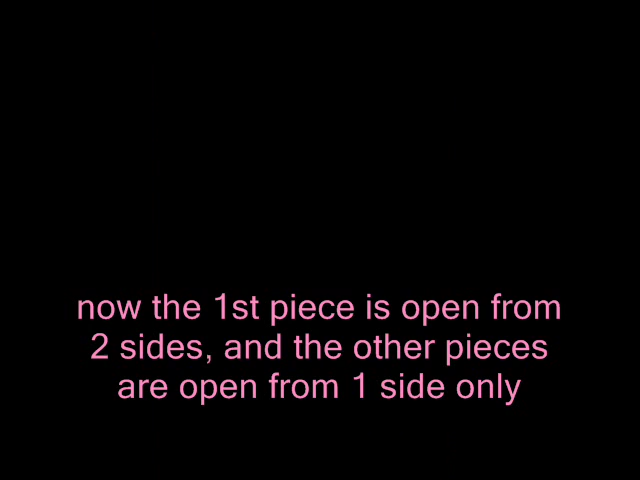 now the 1st piece is open from
2 sides, and the other pieces
are open from 1 side only